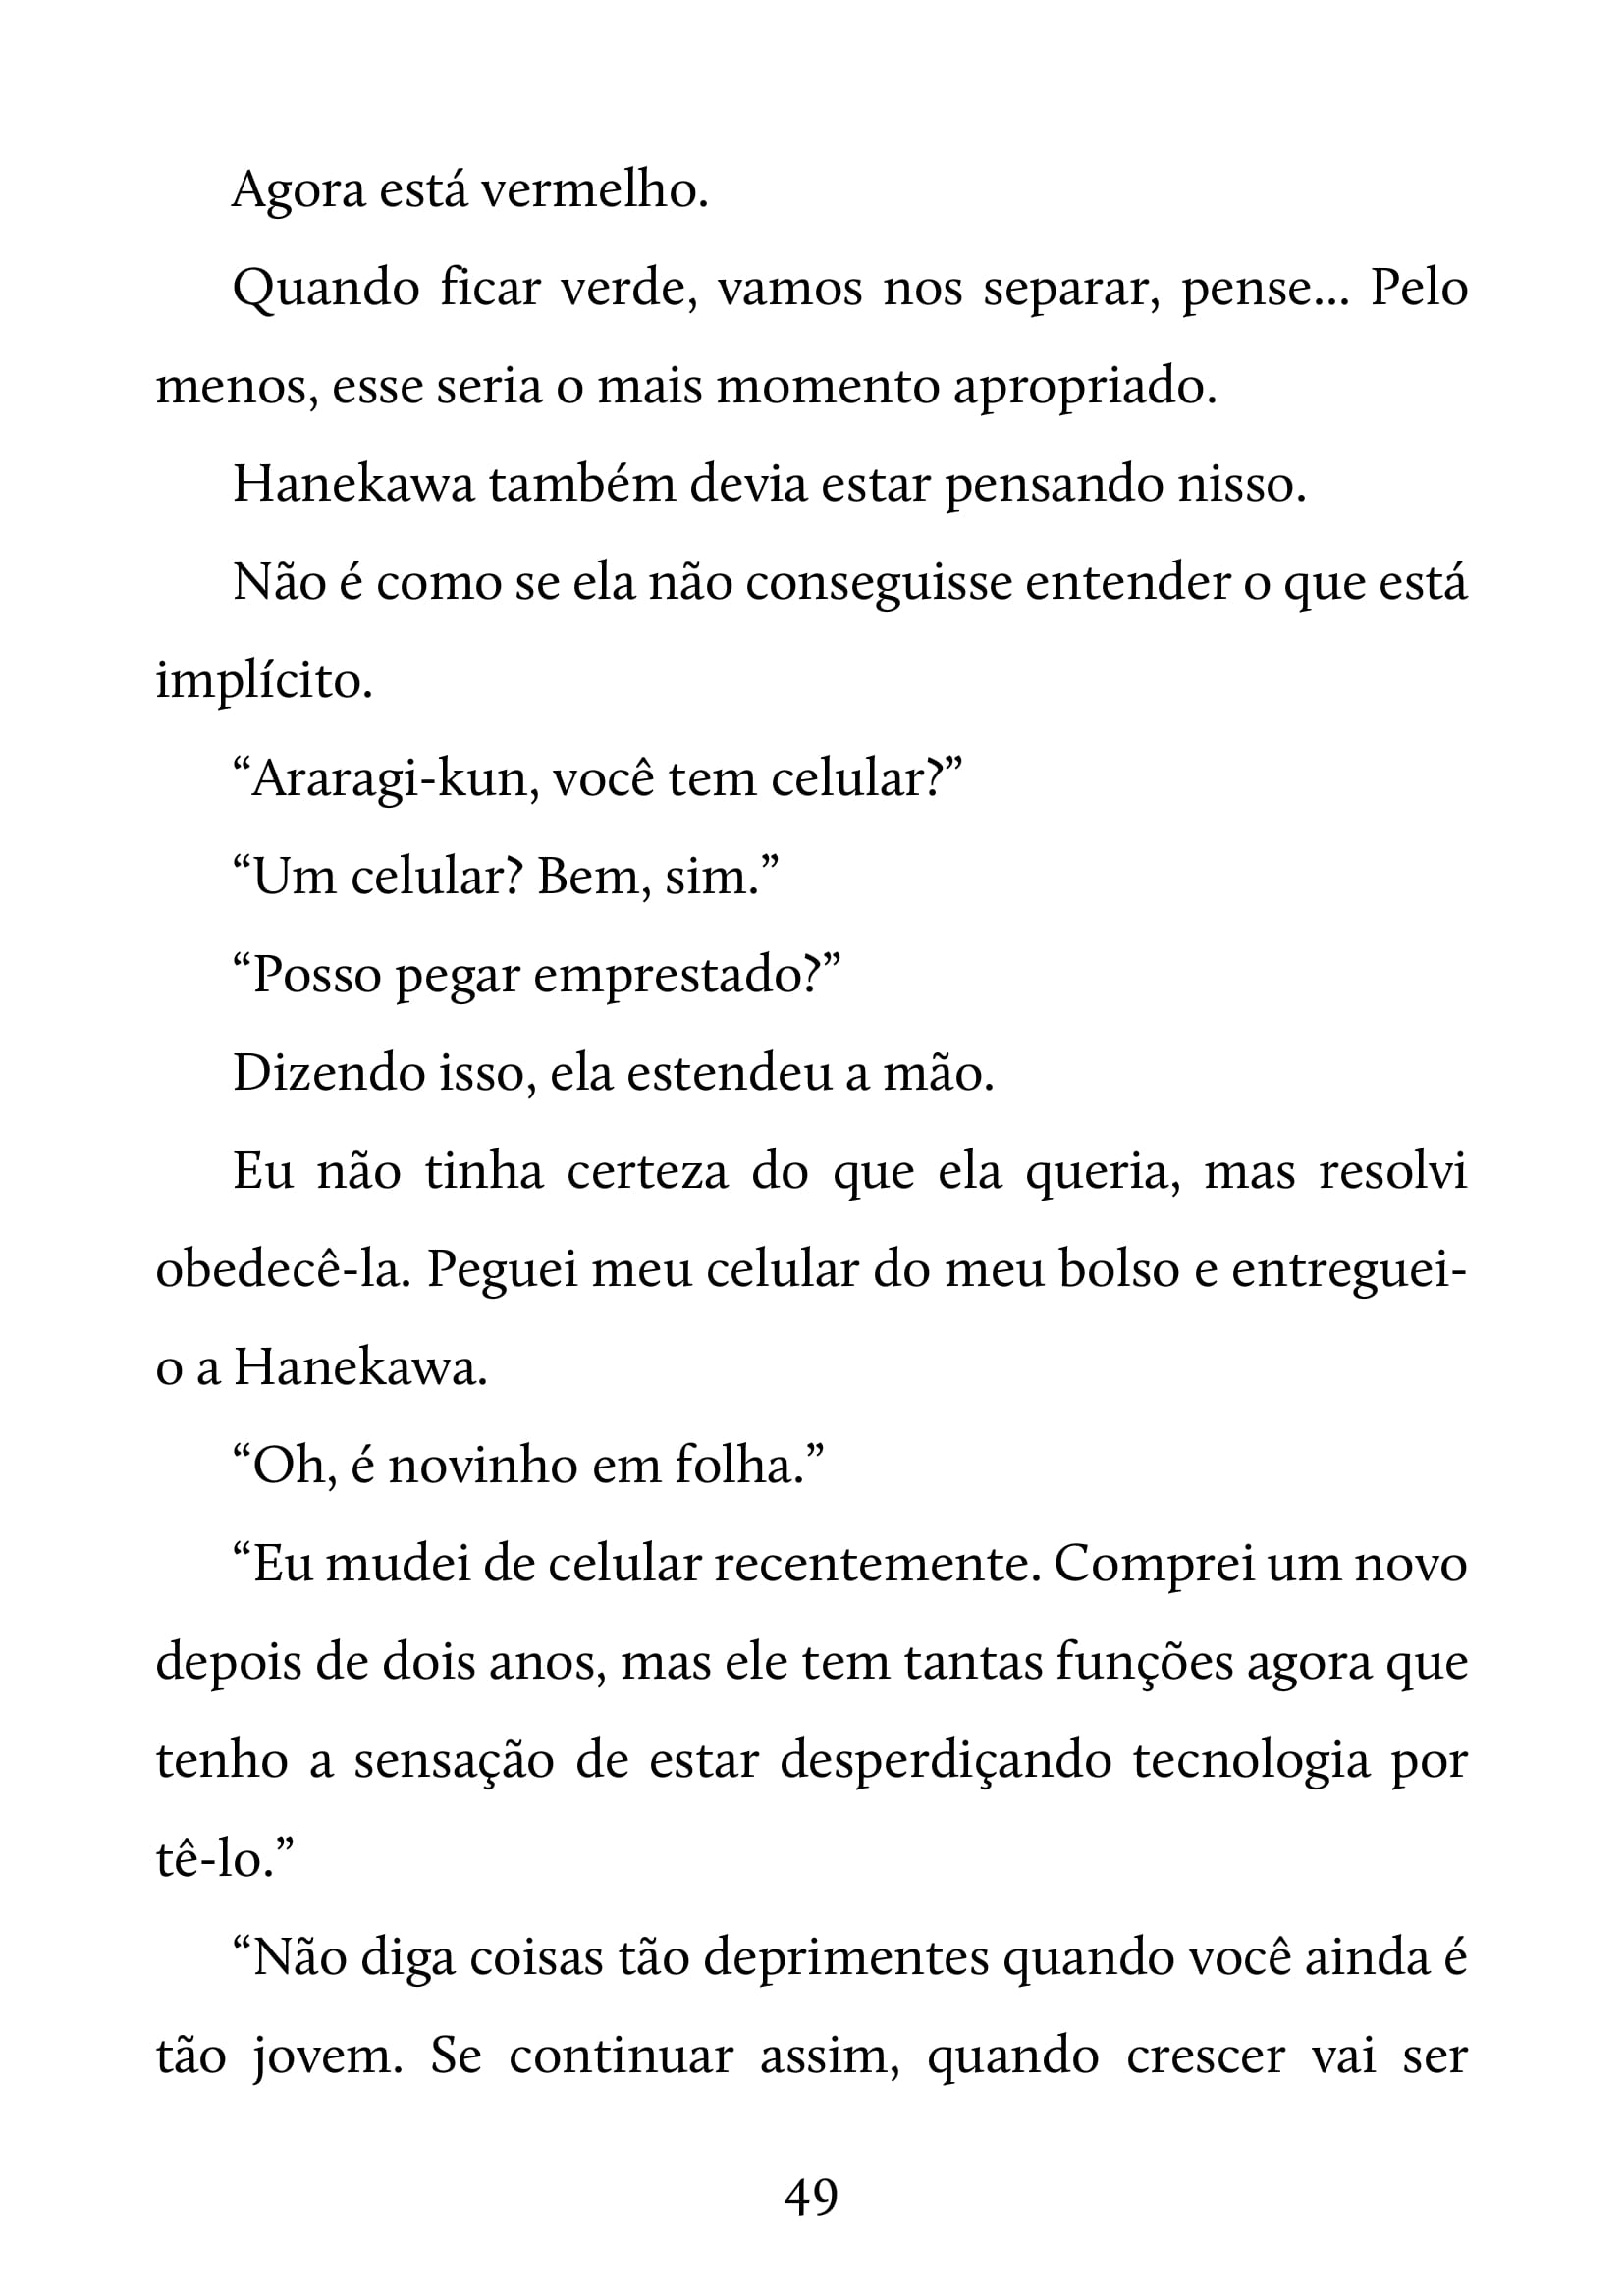 Agora está vermelho.
Quando ficar verde, vamos nos separar, pense... Pelo
menos, esse seria o mais momento apropriado.
Hanekawa também devia estar pensando nisso.
Não é como se ela não conseguisse entender o que está
implícito.
“Araragi-kun, você tem celular?”
“Um celular? Bem, sim.”
“Posso pegar emprestado?”
Dizendo isso, ela estendeu a mão.
Eu não tinha certeza do que ela queria, mas resolvi
obedecê-la. Peguei meu celular do meu bolso e entreguei-
o a Hanekawa.
“Oh, é novinho em folha.”
“Eu mudei de celular recentemente. Comprei um novo
depois de dois anos, mas ele tem tantas funções agora que
tenho a sensação de estar desperdiçando tecnologia por
tê-lo.”
“Não diga coisas tão deprimentes quando você ainda é
tão jovem. Se continuar assim, quando crescer vai ser
49